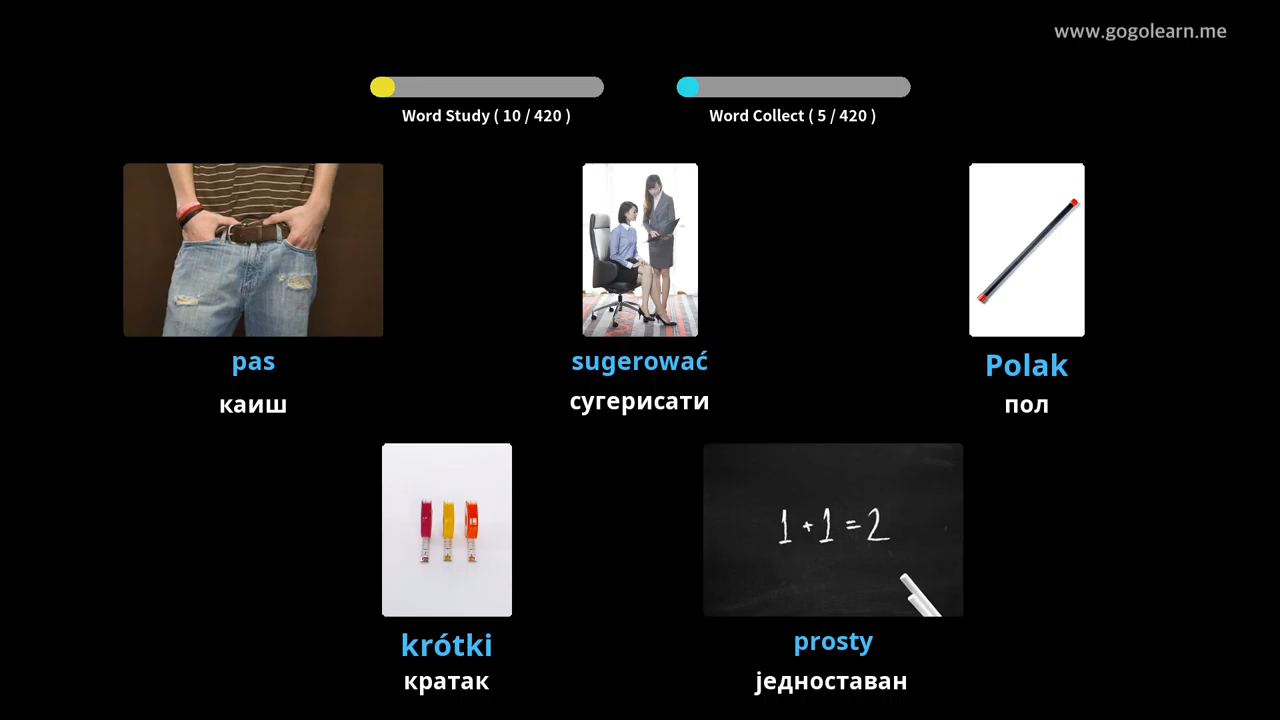 www.gogolearn.me
Word Study ( 10 / 420 )
Word Collect ( 5 / 420 )
pas
каиш
sugerować
сугерисати
Polak
пол
1 + 1 = 2
krótki
кратак
prosty
једноставан